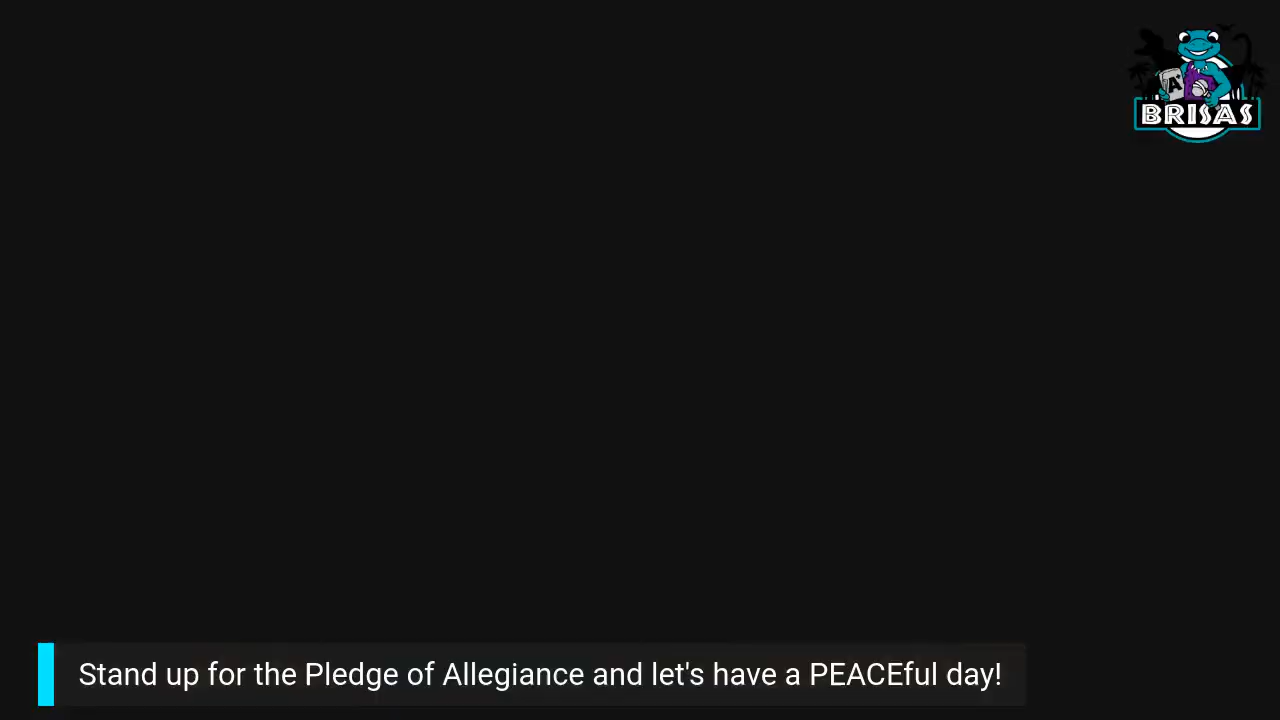 A+
BRISAS
Stand up for the Pledge of Allegiance and let's have a PEACEful day!